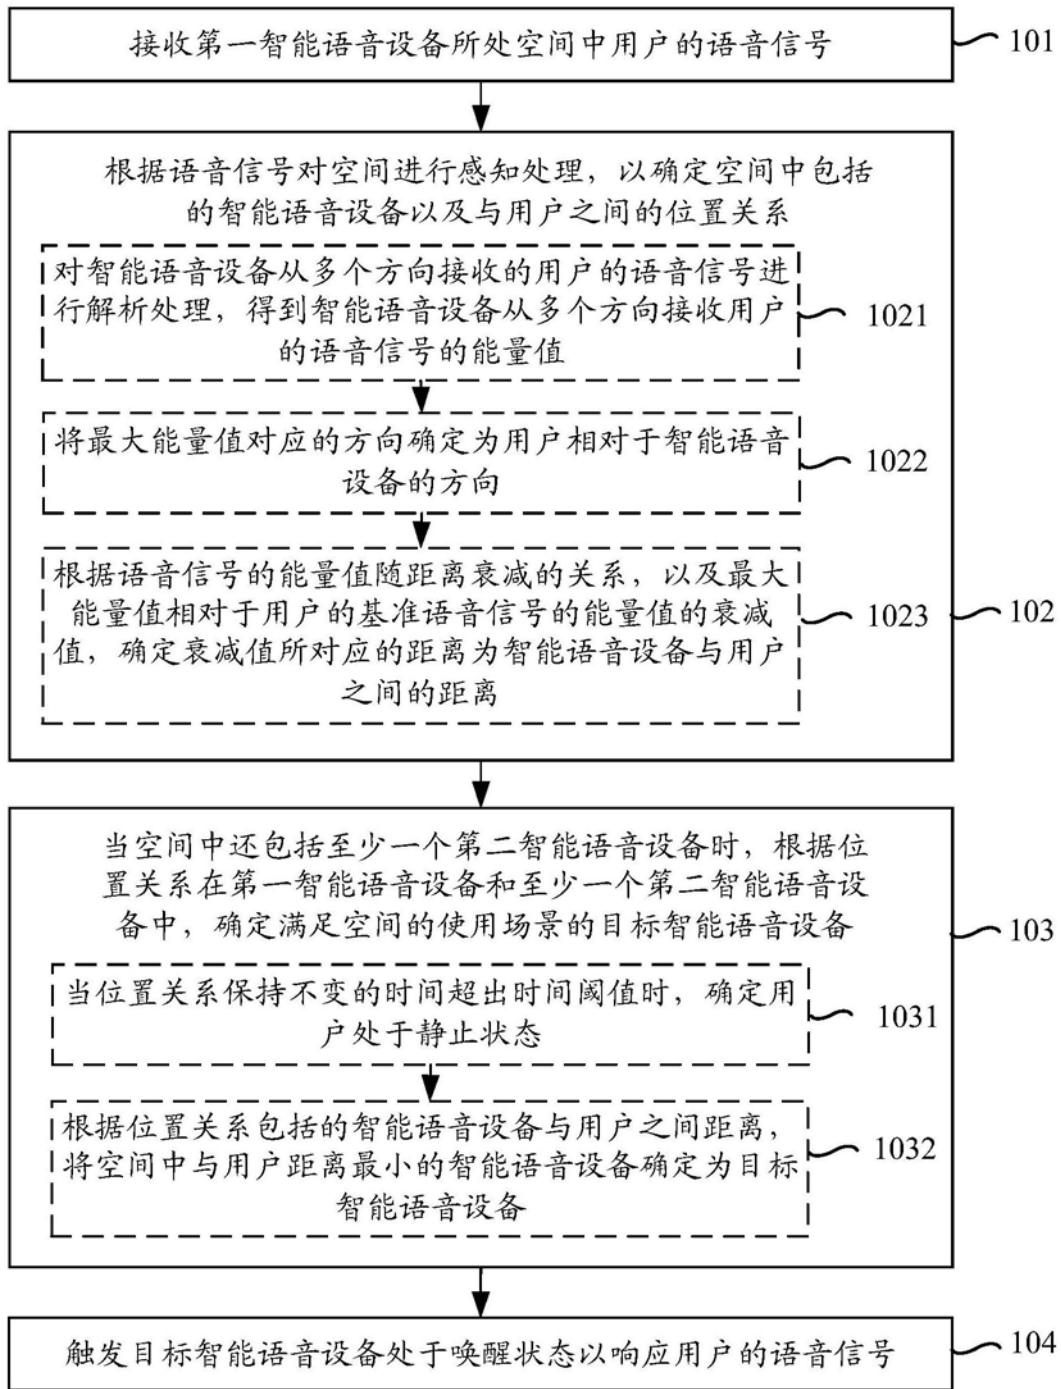 接收第一智能语音设备所处空间中用户的语音信号
101
根据语音信号对空间进行感知处理，以确定空间中包括
的智能语音设备以及与用户之间的位置关系
对智能语音设备从多个方向接收的用户的语音信号进
行解析处理，得到智能语音设备从多个方向接收用户
的语音信号的能量值
1021
将最大能量值对应的方向确定为用户相对于智能语音
设备的方向
1022
根据语音信号的能量值随距离衰减的关系，以及最大
能量值相对于用户的基准语音信号的能量值的衰减
值，确定衰减值所对应的距离为智能语音设备与用户
之间的距离
1023
102
当空间中还包括至少一个第二智能语音设备时，根据位
置关系在第一智能语音设备和至少一个第二智能语音设
备中，确定满足空间的使用场景的目标智能语音设备
103
当位置关系保持不变的时间超出时间阈值时，确定用
户处于静止状态
1031
根据位置关系包括的智能语音设备与用户之间距离，
将空间中与用户距离最小的智能语音设备确定为目标
智能语音设备
1032
触发目标智能语音设备处于唤醒状态以响应用户的语音信号
104